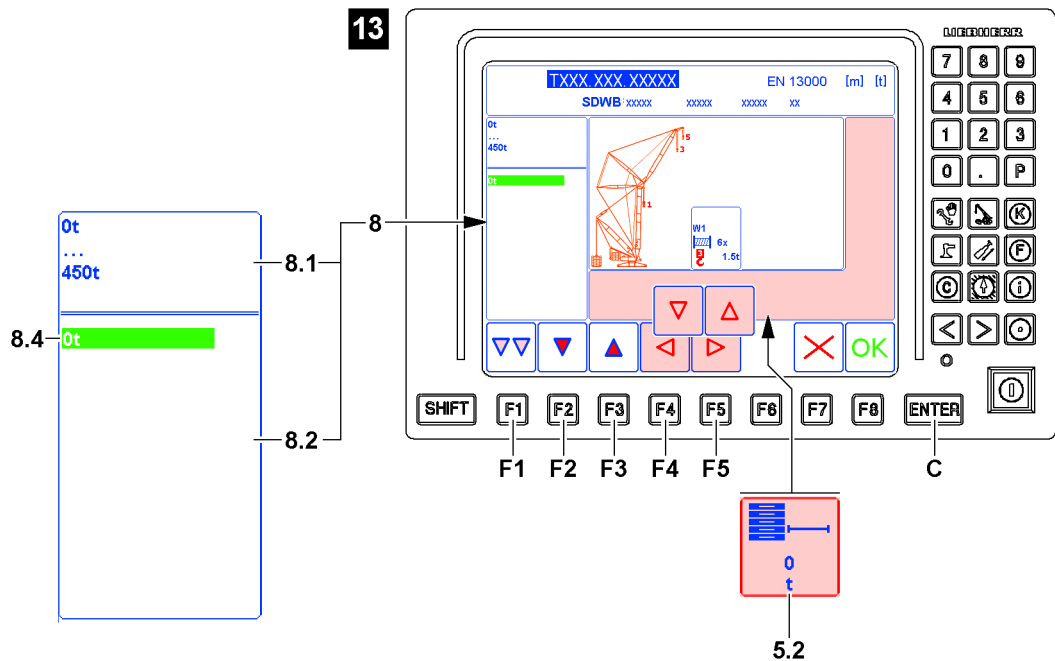 13
LIEBHERR
TXXX.XXX.XXXXX EN 13000 [m] [t]
SDWB xxxxx xxxxx xxxxx xx
0t
...
450t
0t
5
3
1
W1
6x
1.5t
OK
7 8 9
4 5 6
1 2 3
0 . P
K
F
C i
SHIFT F1 F2 F3 F4 F5 F6 F7 F8 ENTER
F1 F2 F3 F4 F5 C
0t
...
450t
0t
8
8.1
8.4
8.2
0
t
5.2